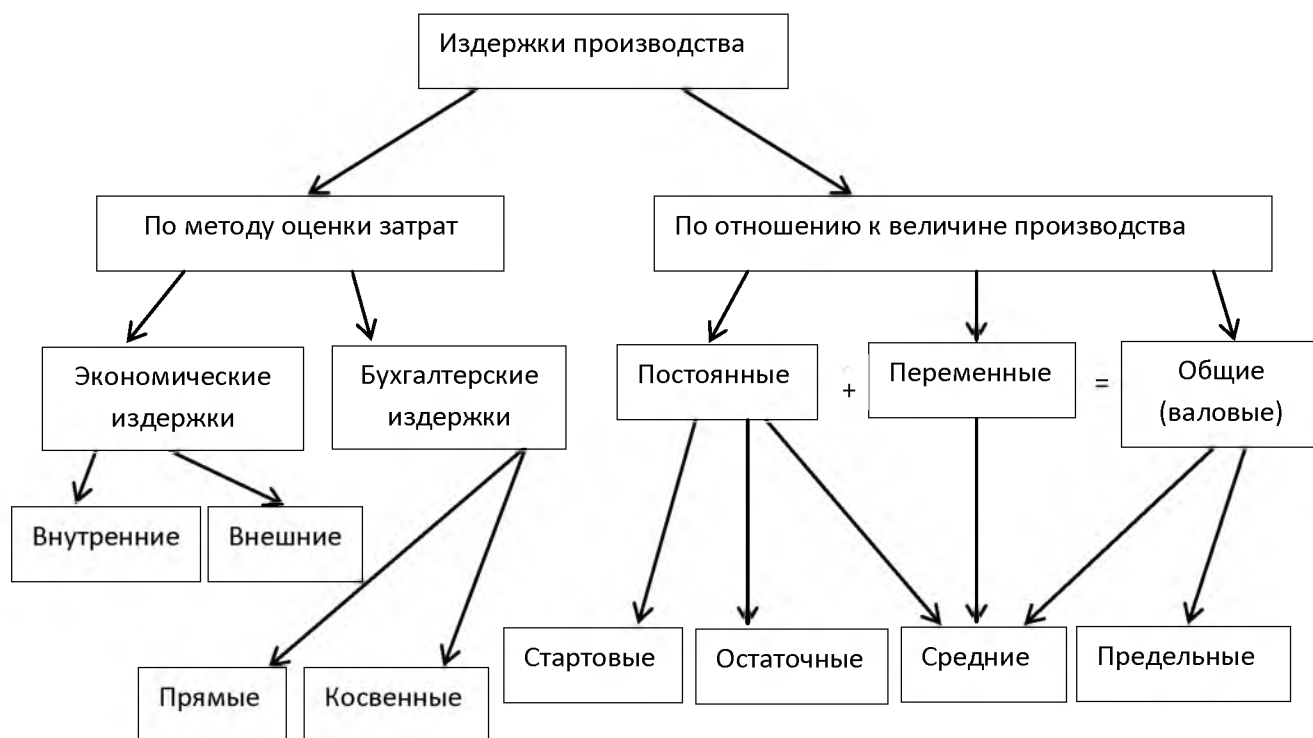 Издержки производства
По методу оценки затрат
По отношению к величине производства
Экономические
издержки
Бухгалтерские
издержки
Постоянные
+
Переменные
=
Общие
(валовые)
Внутренние
Внешние
Стартовые
Остаточные
Средние
Предельные
Прямые
Косвенные